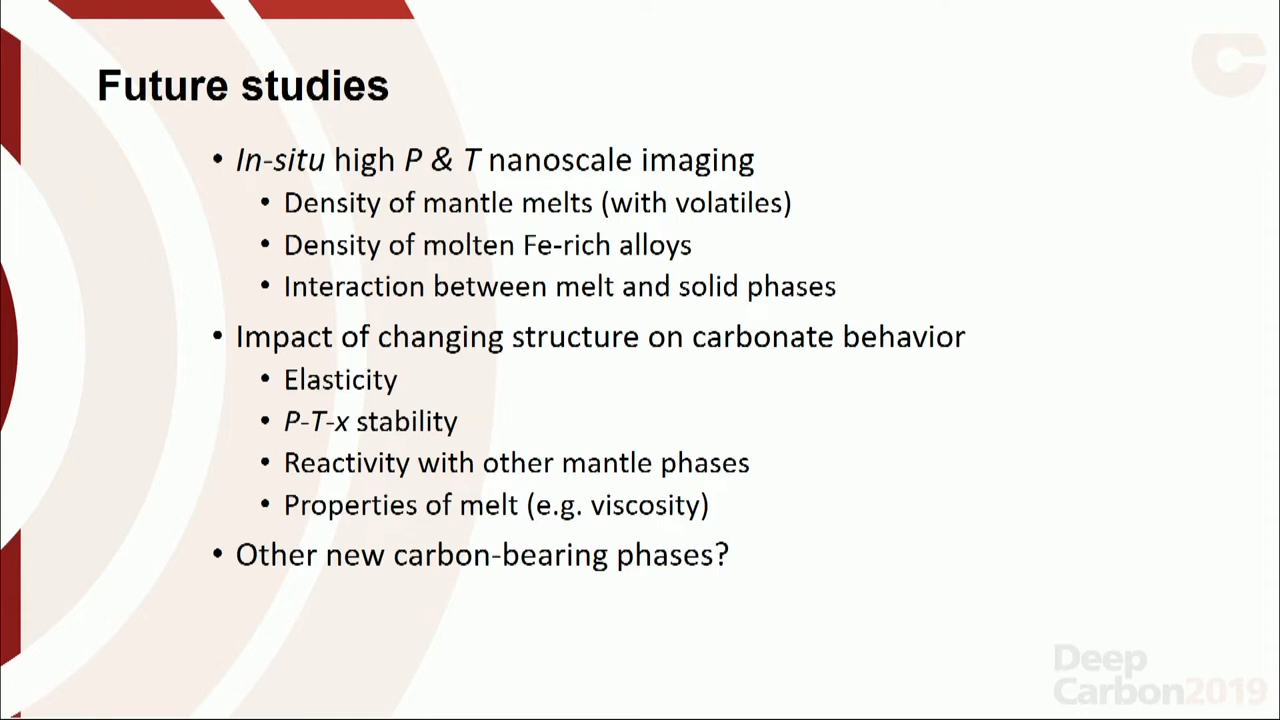 Future studies
• In-situ high P & T nanoscale imaging
• Density of mantle melts (with volatiles)
• Density of molten Fe-rich alloys
• Interaction between melt and solid phases
• Impact of changing structure on carbonate behavior
• Elasticity
• P-T-x stability
• Reactivity with other mantle phases
• Properties of melt (e.g. viscosity)
• Other new carbon-bearing phases?
Deep
Carbon2019